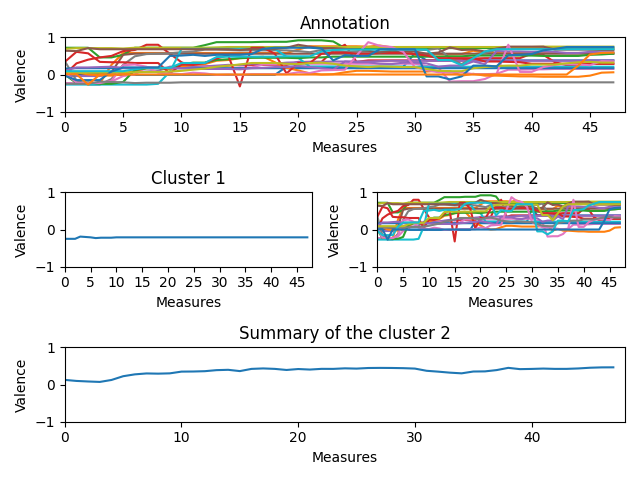 Annotation
1
0
−1
Valence
0 5 10 15 20 25 30 35 40 45
Measures
Cluster 1
1
0
−1
Valence
0 5 10 15 20 25 30 35 40 45
Measures
Cluster 2
1
0
−1
Valence
0 5 10 15 20 25 30 35 40 45
Measures
Summary of the cluster 2
1
0
−1
Valence
0 10 20 30 40
Measures